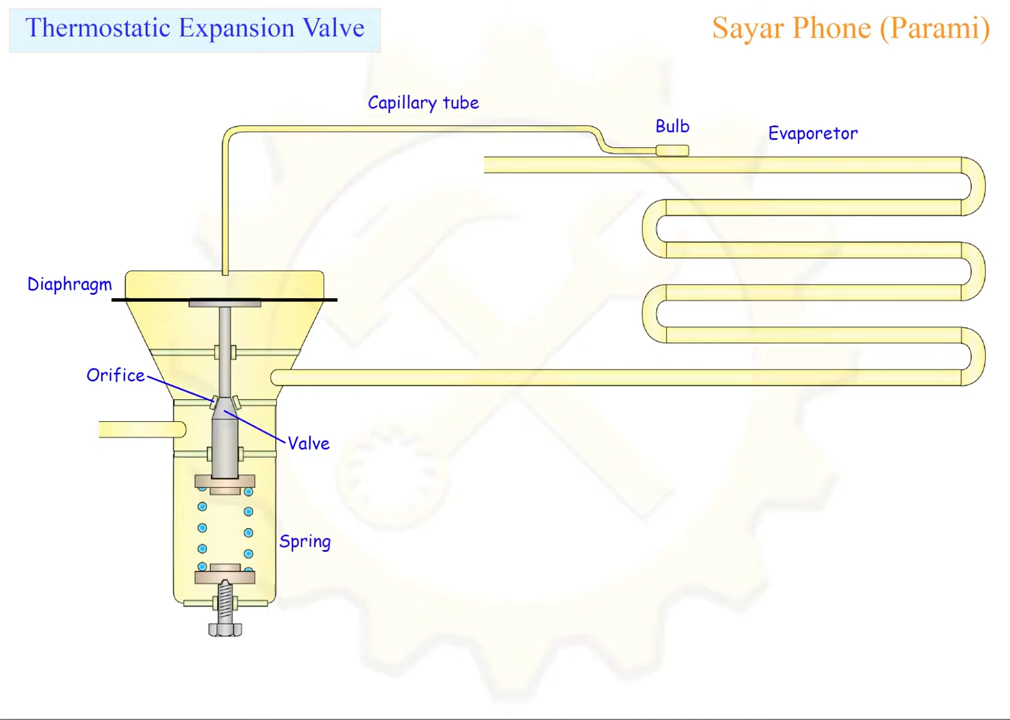 Thermostatic Expansion Valve
Sayar Phone (Parami)
Capillary tube
Bulb
Evaporetor
Diaphragm
Orifice
Valve
Spring